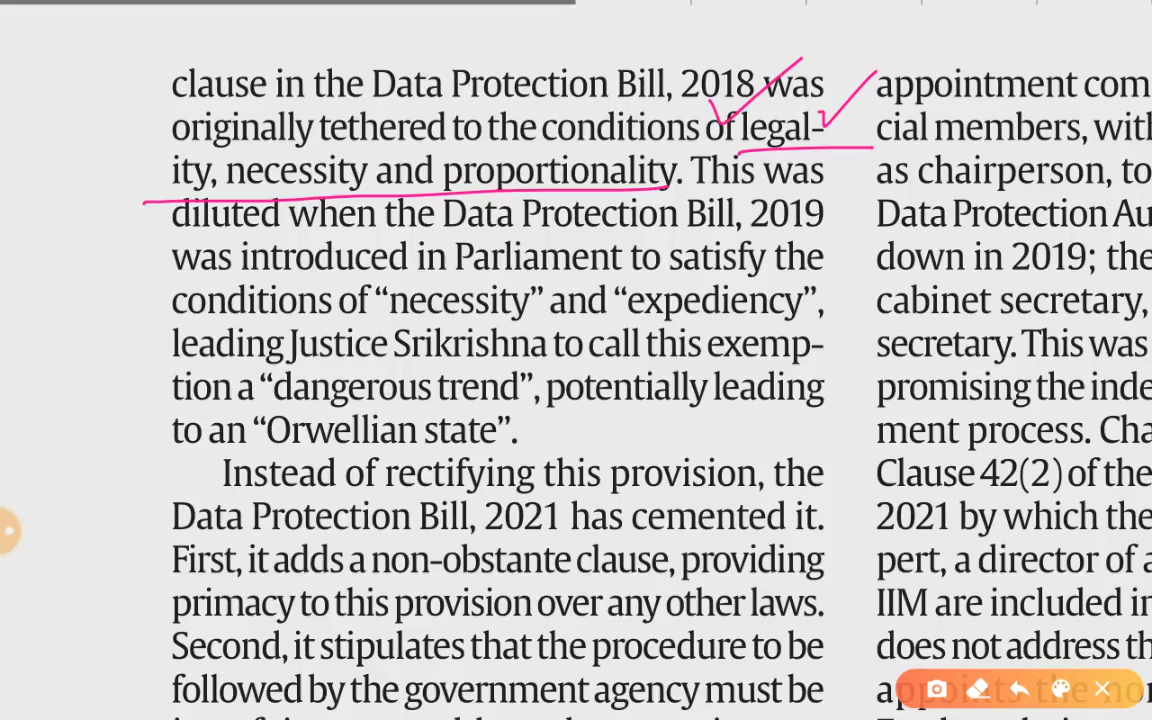 clause in the Data Protection Bill, 2018 was
originally tethered to the conditions of legal-
ity, necessity and proportionality. This was
diluted when the Data Protection Bill, 2019
was introduced in Parliament to satisfy the
conditions of “necessity” and “expediency”,
leading Justice Srikrishna to call this exemp-
tion a “dangerous trend”, potentially leading
to an “Orwellian state”.
Instead of rectifying this provision, the
Data Protection Bill, 2021 has cemented it.
First, it adds a non-obstante clause, providing
primacy to this provision over any other laws.
Second, it stipulates that the procedure to be
followed by the government agency must be
appointment com
cial members, with
as chairperson, to
Data Protection Au
down in 2019; the
cabinet secretary,
secretary. This was
promising the inde
ment process. Cha
Clause 42(2) of the
2021 by which the
pert, a director of a
IIM are included in
does not address th
appoints the non